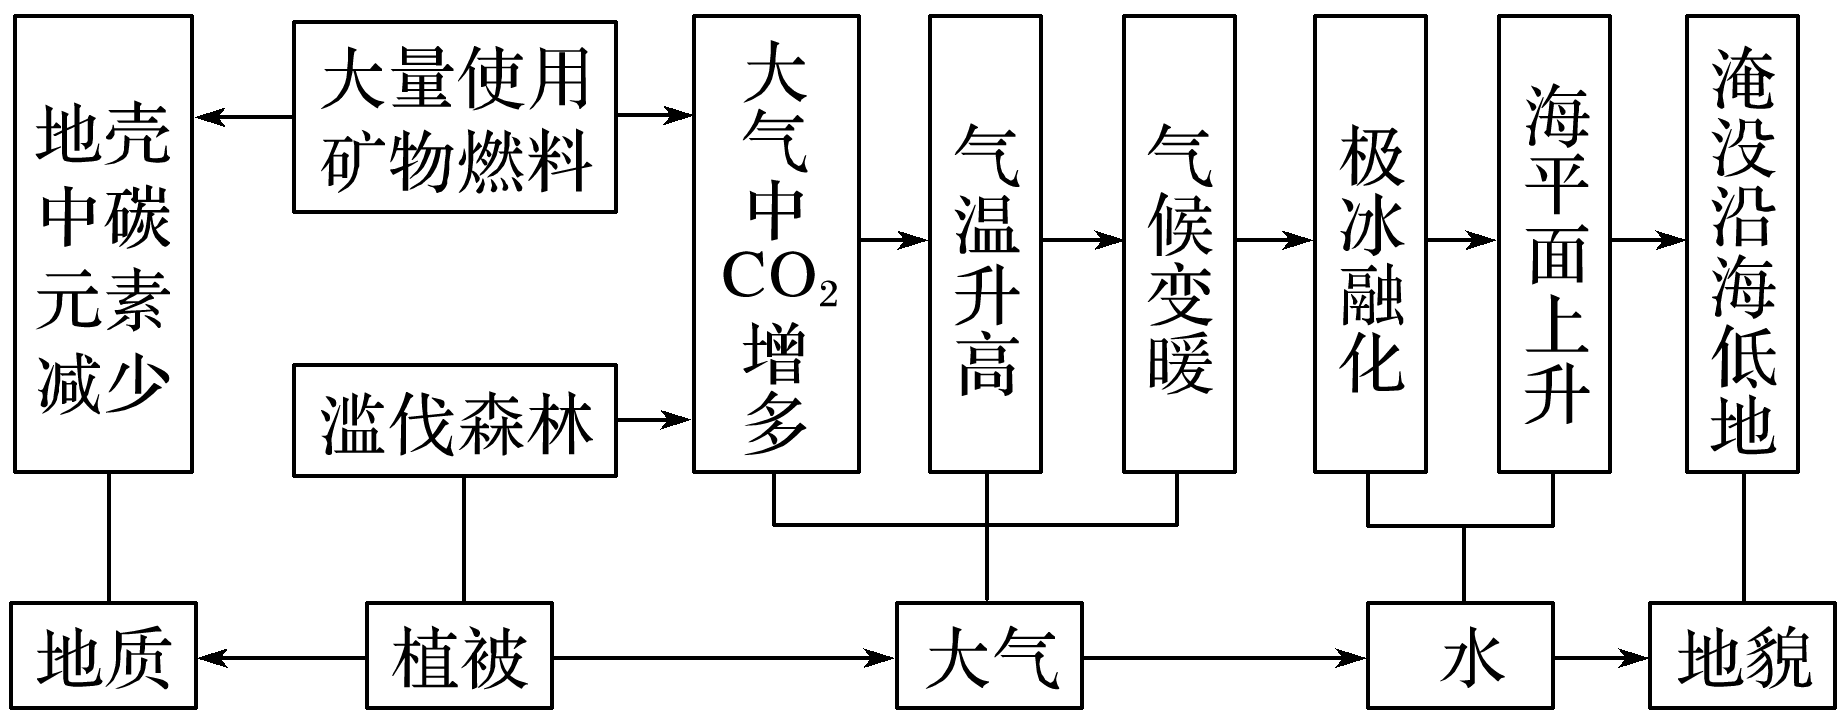 地壳
中碳
元素
减少
大量使用
矿物燃料
滥伐森林
大气中CO₂增多
气温升高
气候变暖
极冰融化
海平面上升
淹没沿海低地
地质
植被
大气
水
地貌